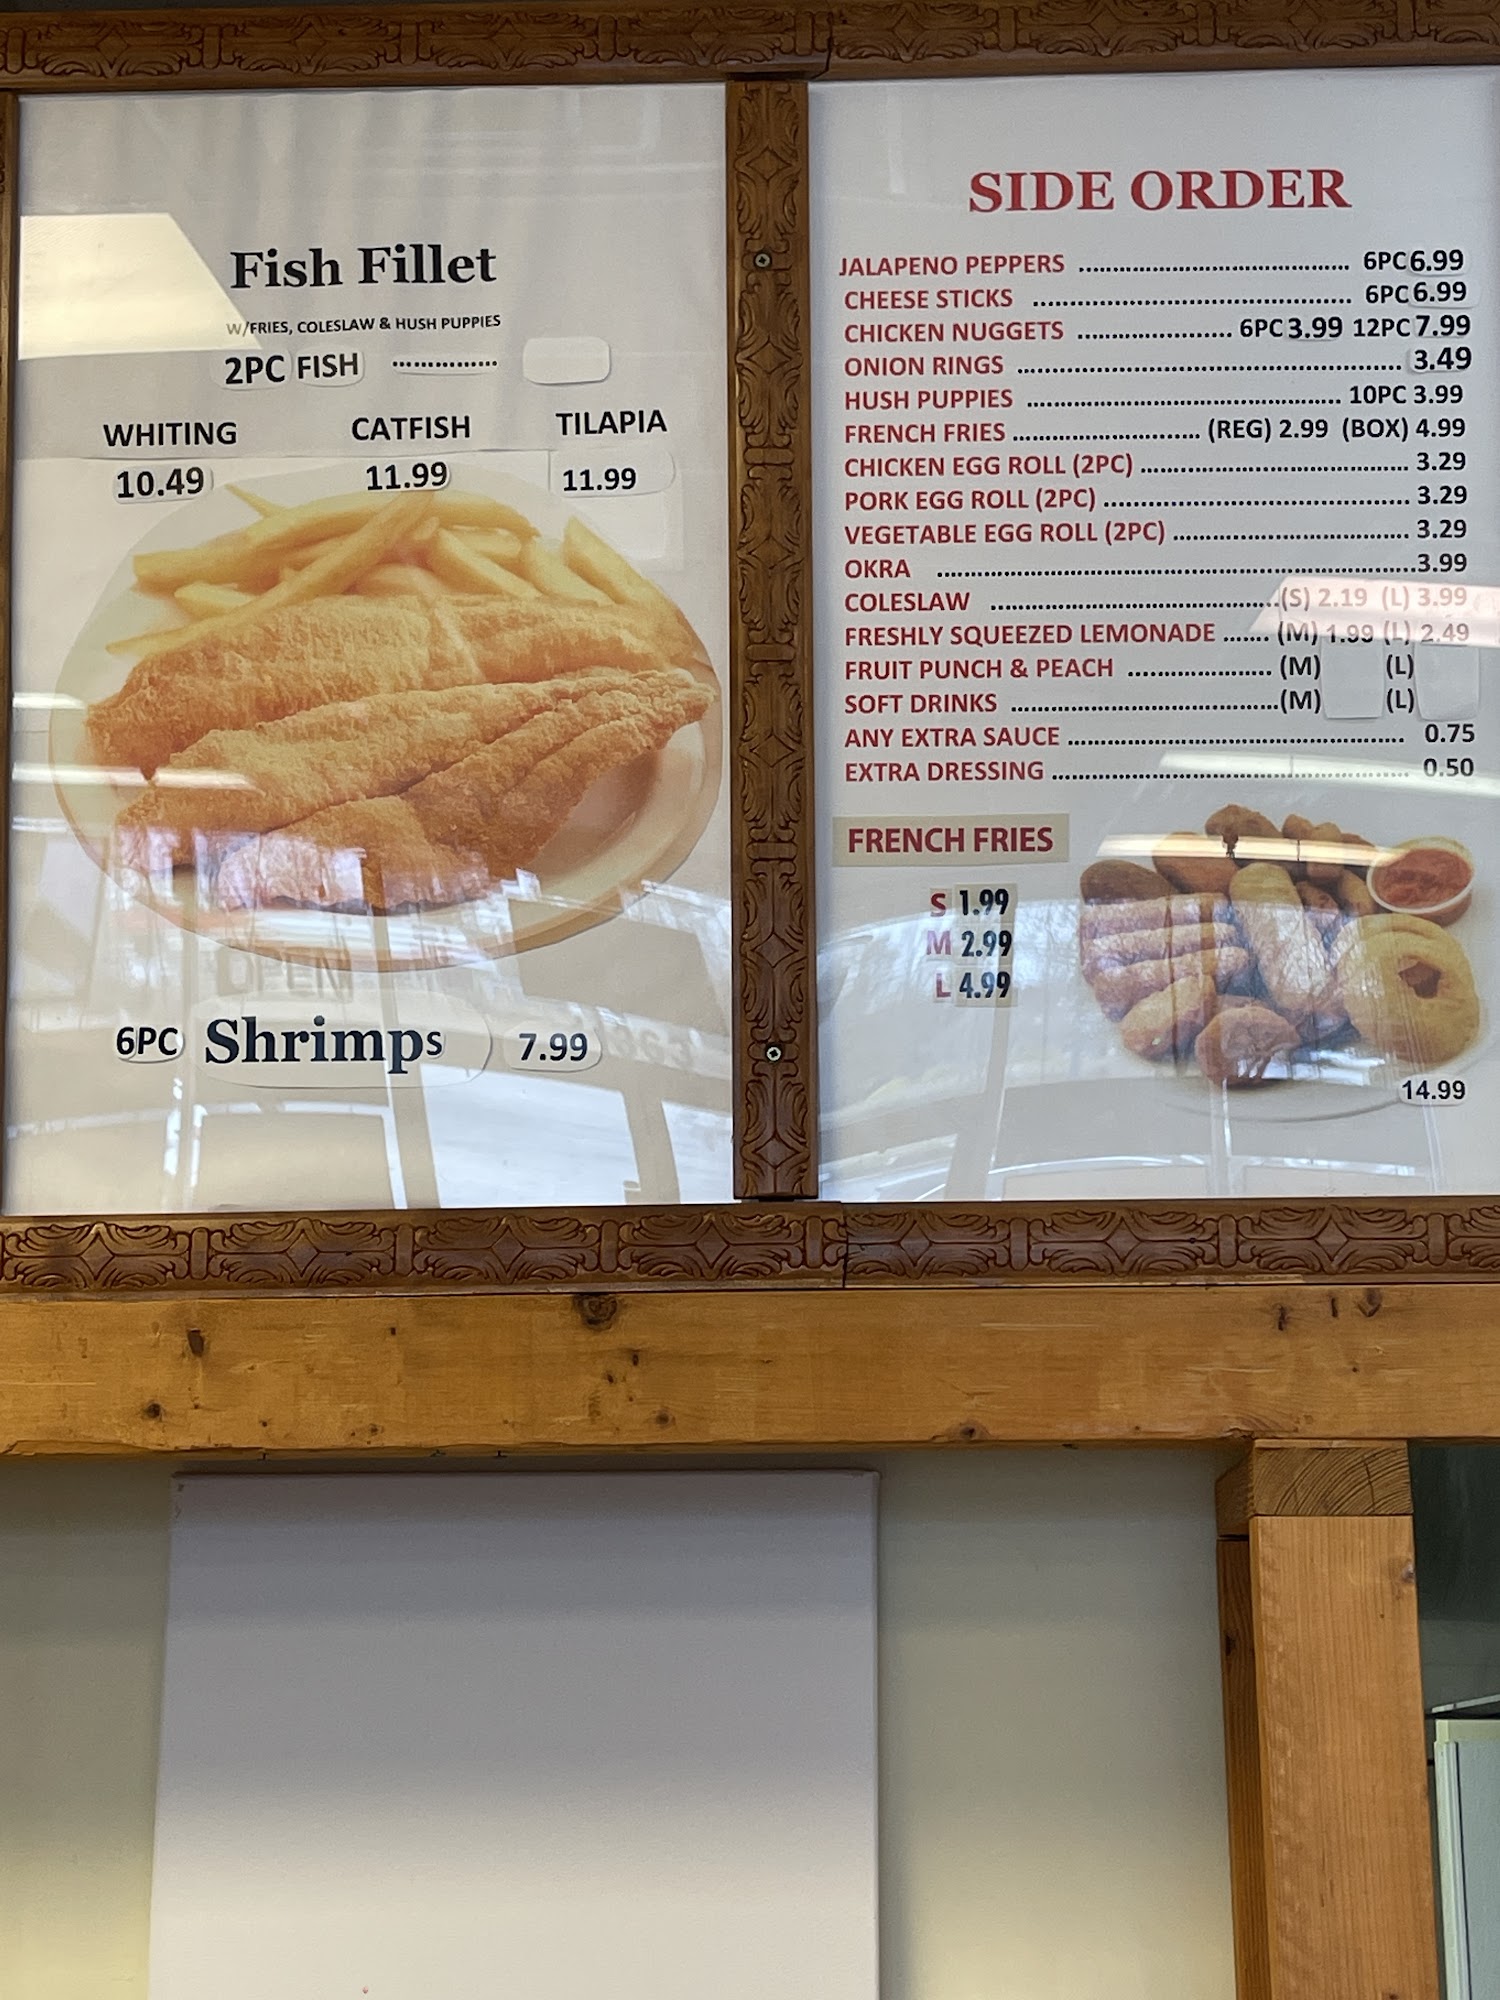 Fish Fillet
W/FRIES, COLESLAW & HUSH PUPPIES
2PC FISH ................
WHITING CATFISH TILAPIA
10.49 11.99 11.99
6PC Shrimps 7.99
SIDE ORDER
JALAPENO PEPPERS ........................................ 6PC 6.99
CHEESE STICKS ............................................... 6PC 6.99
CHICKEN NUGGETS ....................... 6PC 3.99 12PC 7.99
ONION RINGS ......................................................... 3.49
HUSH PUPPIES .............................................. 10PC 3.99
FRENCH FRIES ............................ (REG) 2.99 (BOX) 4.99
CHICKEN EGG ROLL (2PC) ........................................ 3.29
PORK EGG ROLL (2PC) ............................................. 3.29
VEGETABLE EGG ROLL (2PC) ................................... 3.29
OKRA ......................................................................3.99
COLESLAW ...........................................(S) 2.19 (L) 3.99
FRESHLY SQUEEZED LEMONADE ....... (M) 1.99 (L) 2.49
FRUIT PUNCH & PEACH ..................... (M) (L)
SOFT DRINKS .......................................(M) (L)
ANY EXTRA SAUCE .................................................. 0.75
EXTRA DRESSING .................................................... 0.50
FRENCH FRIES
S 1.99
M 2.99
L 4.99
14.99